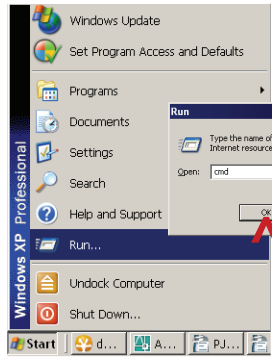 Windows Update
Set Program Access and Defaults
Programs
Documents
Settings
Search
Help and Support
Run...
Undock Computer
Shut Down...
Windows XP Professional
Run
Type the name of
Internet resource
Open: cmd
OK
Start
d...
A...
PJ...